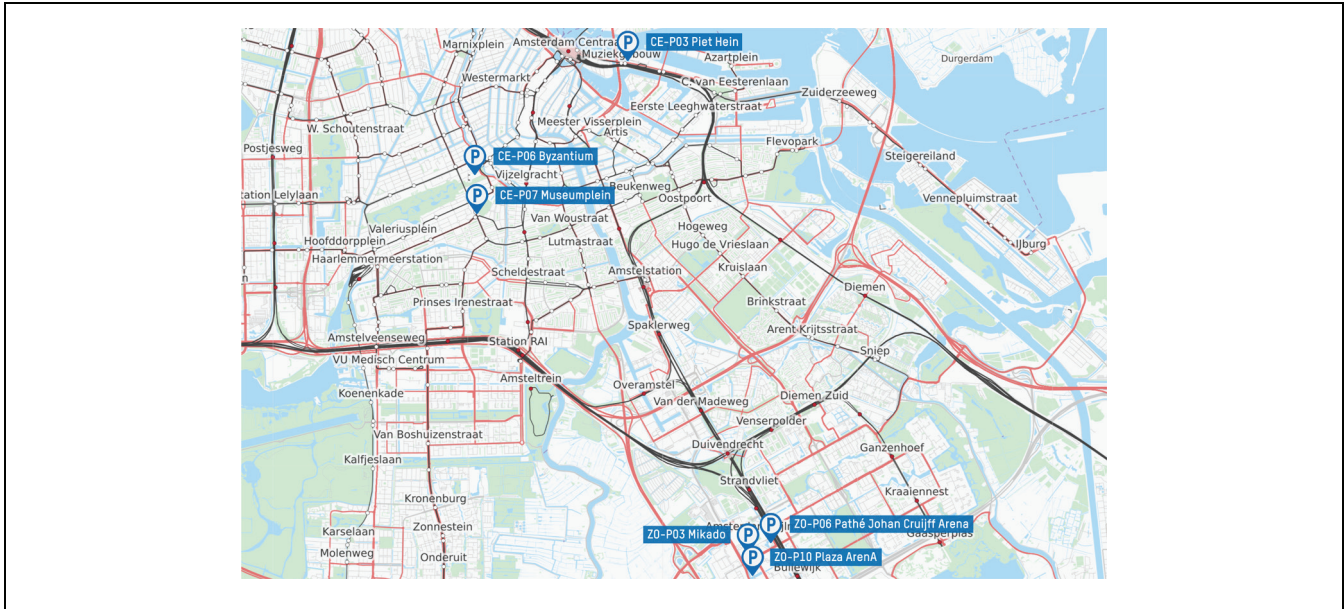 Marnixplein
Amsterdam Centraa
CE-P03 Piet Hein
Muziekgebouw
Azartplein
Durgerdam
Westermarkt
C. van Eesterenlaan
Zuiderzeeweg
Eerste Leeghwaterstraat
W. Schoutenstraat
Meester Visserplein
Artis
Postjesweg
Flevopark
CE-P06 Byzantium
Steigereiland
Vijzelgracht
tation Lelylaan
Beukenweg
CE-P07 Museumplein
Oostpoort
Vennepluimstraat
Van Woustraat
Valeriusplein
Hogeweg
Hoofddorpplein
Lutmastraat
Hugo de Vrieslaan
IJburg
Haarlemmermeerstation
Scheldestraat
Amstelstation
Kruislaan
n
Diemen
Prinses Irenestraat
Brinkstraat
Spaklerweg
Arent Krijtsstraat
Amstelveenseweg
Station RAI
Sniep
VU Medisch Centrum
Amsteltrein
Overamstel
Koenenkade
Van der Madeweg
Diemen Zuid
Venserpolder
Van Boshuizenstraat
Duivendrecht
Ganzenhoef
Kalfjeslaan
Strandvliet
Kronenburg
Kraaiennest
Zonnestein
ZO-P06 Pathé Johan Cruijff Arena
Karselaan
ZO-P03 Mikado
Gaasperplas
Molenweg
Onderuit
ZO-P10 Plaza ArenA
Bullewijk